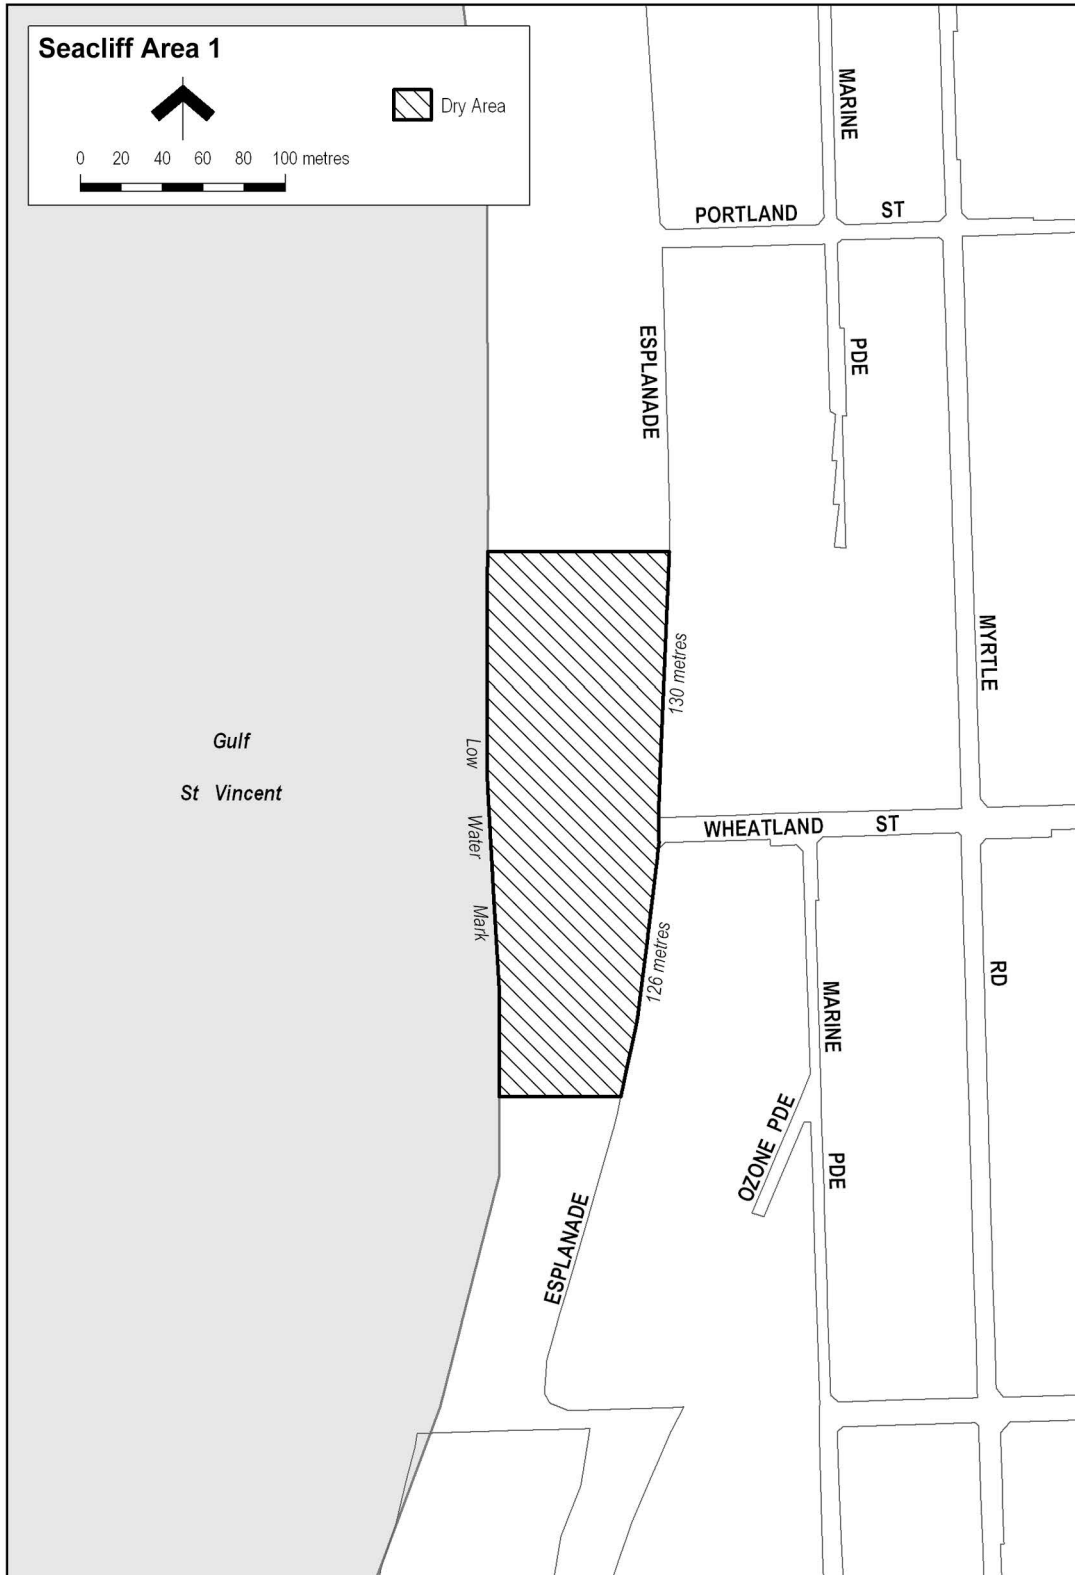 Seacliff Area 1
Dry Area
0 20 40 60 80 100 metres
MARINE
PORTLAND ST
ESPLANADE
PDE
MYRTLE
130 metres
Gulf
St Vincent
Low
Water
Mark
WHEATLAND ST
126 metres
RD
MARINE
OZONE PDE
PDE
ESPLANADE